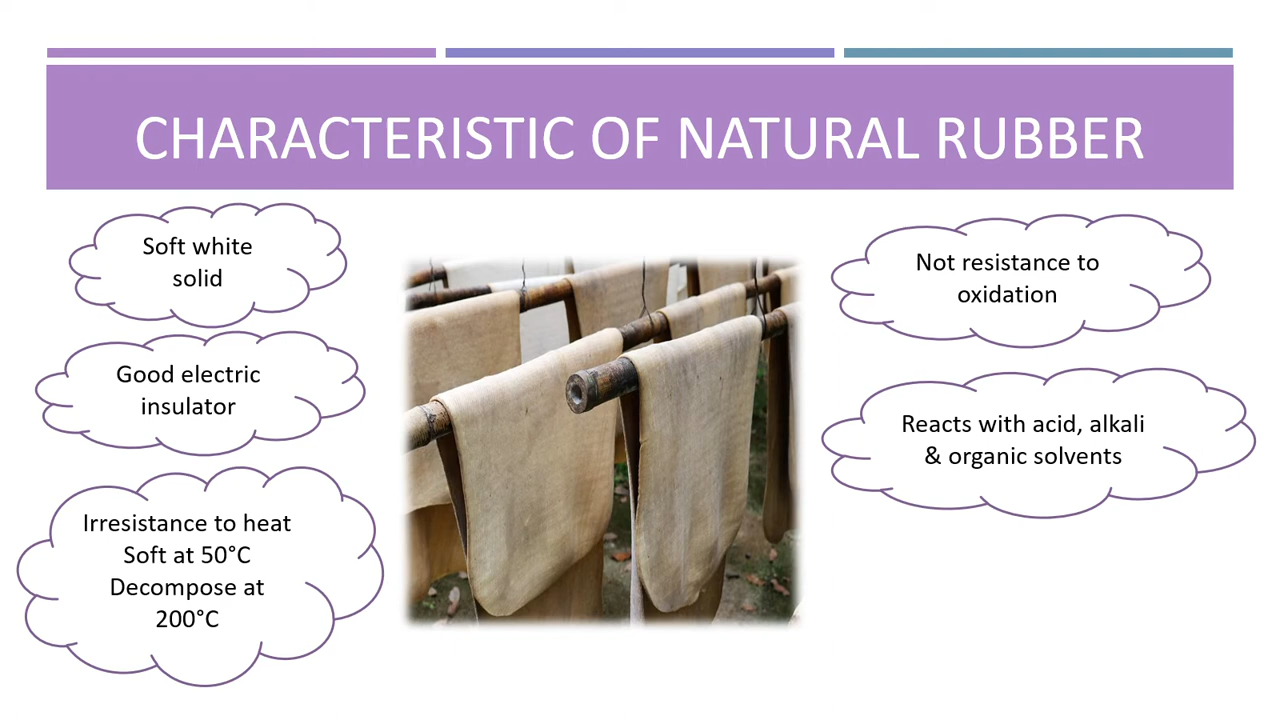 CHARACTERISTIC OF NATURAL RUBBER
Soft white
solid
Good electric
insulator
Irresistance to heat
Soft at 50°C
Decompose at
200°C
Not resistance to
oxidation
Reacts with acid, alkali
& organic solvents